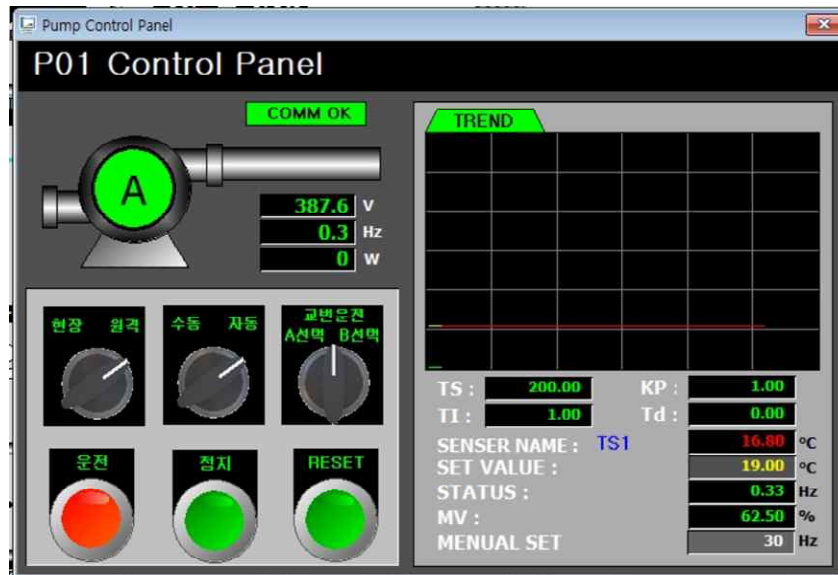 Pump Control Panel
P01 Control Panel
COMM OK
A
387.6 V
0.3 Hz
0 W
현장 원격
수동 자동
교번운전
A선택 B선택
운전
정지
RESET
TREND
TS : 200.00 KP : 1.00
TI : 1.00 Td : 0.00
SENSER NAME : TS1 16.80 °C
SET VALUE : 19.00 °C
STATUS : 0.33 Hz
MV : 62.50 %
MENUAL SET 30 Hz